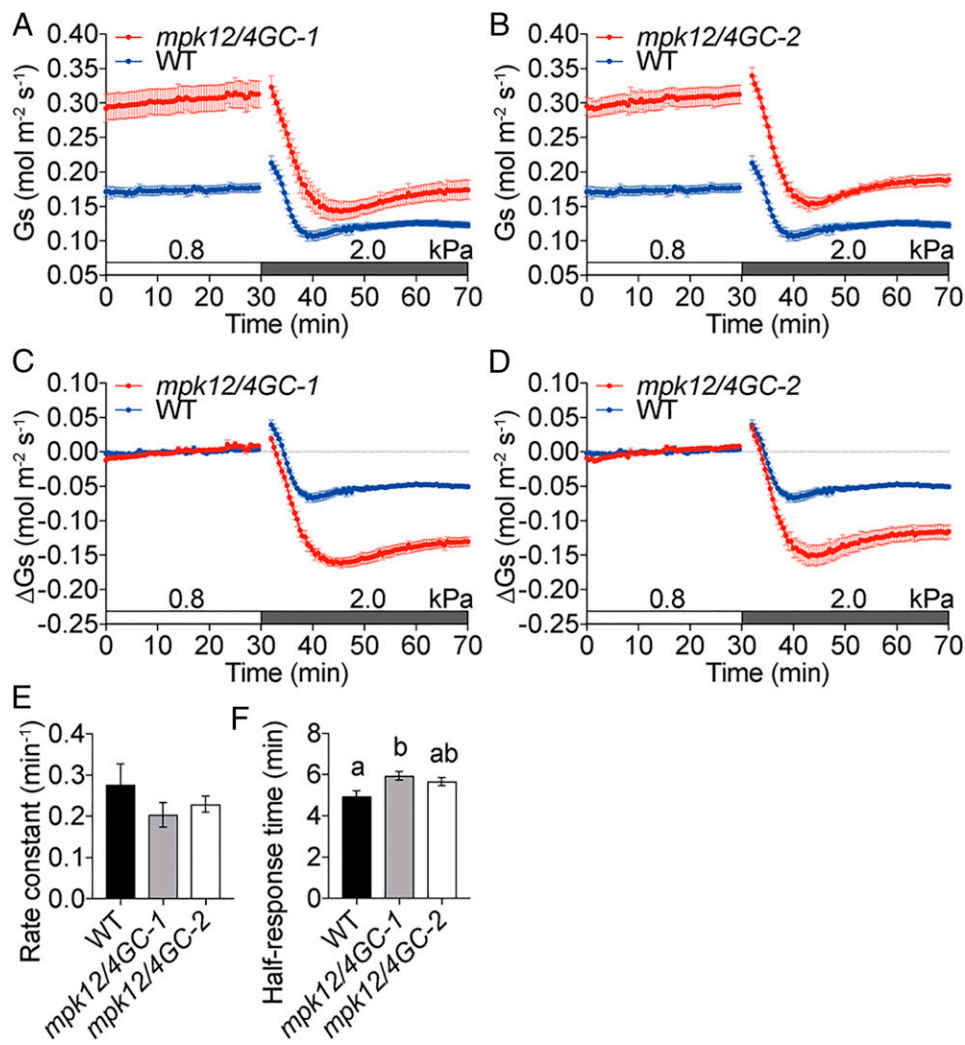 A
mpk12/4GC-1
WT
Gs (mol m-2 s-1)
0.40
0.35
0.30
0.25
0.20
0.15
0.10
0.05
0.8
2.0
kPa
0 10 20 30 40 50 60 70
Time (min)
B
mpk12/4GC-2
WT
Gs (mol m-2 s-1)
0.40
0.35
0.30
0.25
0.20
0.15
0.10
0.05
0.8
2.0
kPa
0 10 20 30 40 50 60 70
Time (min)
C
mpk12/4GC-1
WT
ΔGs (mol m-2 s-1)
0.10
0.05
0.00
-0.05
-0.10
-0.15
-0.20
-0.25
0.8
2.0
kPa
0 10 20 30 40 50 60 70
Time (min)
D
mpk12/4GC-2
WT
ΔGs (mol m-2 s-1)
0.10
0.05
0.00
-0.05
-0.10
-0.15
-0.20
-0.25
0.8
2.0
kPa
0 10 20 30 40 50 60 70
Time (min)
E
Rate constant (min-1)
0.4
0.3
0.2
0.1
0.0
WT
mpk12/4GC-1
mpk12/4GC-2
F
Half-response time (min)
8
6
4
2
0
a
b
ab
WT
mpk12/4GC-1
mpk12/4GC-2